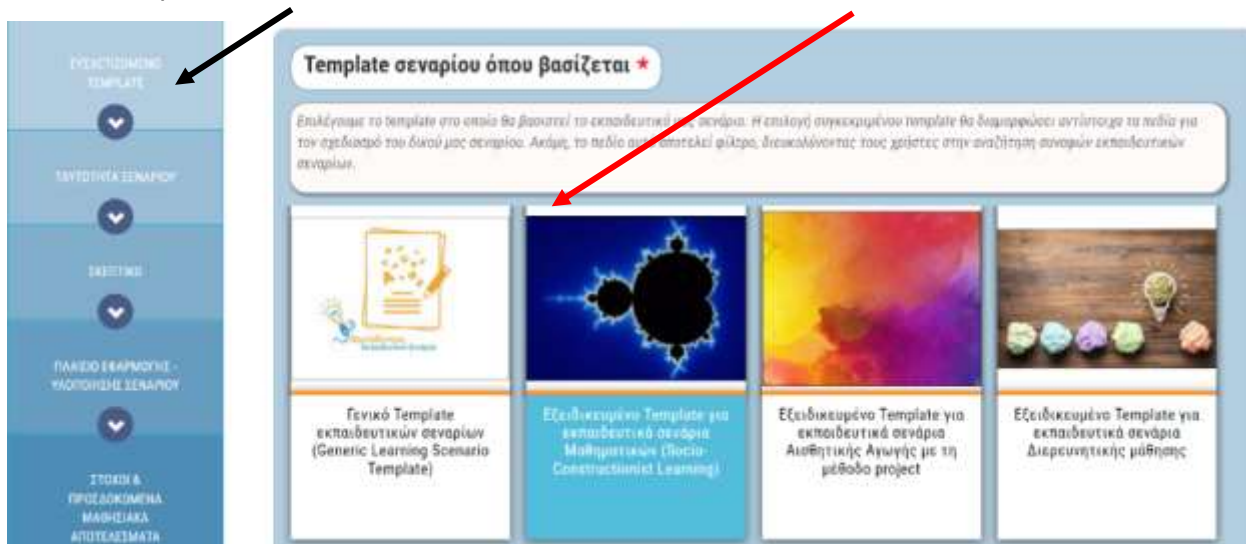 ΣΥΣΧΕΤΙΣΜΕΝΟ
TEMPLATE
ΤΑΥΤΟΤΗΤΑ ΣΕΝΑΡΙΟΥ
ΣΚΕΠΤΙΚΟ
ΠΛΑΙΣΙΟ ΕΦΑΡΜΟΓΗΣ -
ΥΛΟΠΟΙΗΣΗΣ ΣΕΝΑΡΙΟΥ
ΣΤΟΧΟΙ &
ΠΡΟΣΔΟΚΩΜΕΝΑ
ΜΑΘΗΣΙΑΚΑ
ΑΠΟΤΕΛΕΣΜΑΤΑ
Template σεναρίου όπου βασίζεται *
Επιλέγουμε το template στο οποίο θα βασιστεί το εκπαιδευτικό μας σενάριο. Η επιλογή συγκεκριμένου template θα διαμορφώσει αντίστοιχα τα πεδία για
τον σχεδιασμό του δικού μας σεναρίου. Ακόμη, το πεδίο αυτό αποτελεί φίλτρο, διευκολύνοντας τους χρήστες στην αναζήτηση συναφών εκπαιδευτικών
σεναρίων.
Γενικό Template
εκπαιδευτικών σεναρίων
(Generic Learning Scenario
Template)
Εξειδικευμένο Template για
εκπαιδευτικά σενάρια
Μαθηματικών (Socio-
Constructionist Learning)
Εξειδικευμένο Template για
εκπαιδευτικά σενάρια
Αισθητικής Αγωγής με τη
μέθοδο project
Εξειδικευμένο Template για
εκπαιδευτικά σενάρια
Διερευνητικής μάθησης